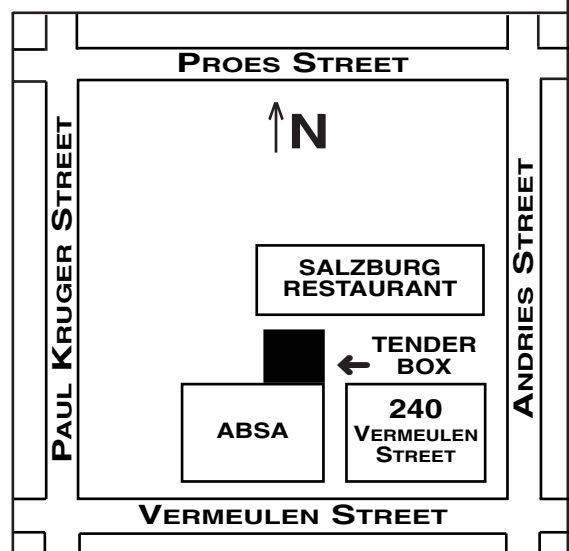 PROES STREET
N
PAUL KRUGER STREET
ANDRIES STREET
SALZBURG
RESTAURANT
TENDER
BOX
ABSA
240
VERMEULEN
STREET
VERMEULEN STREET